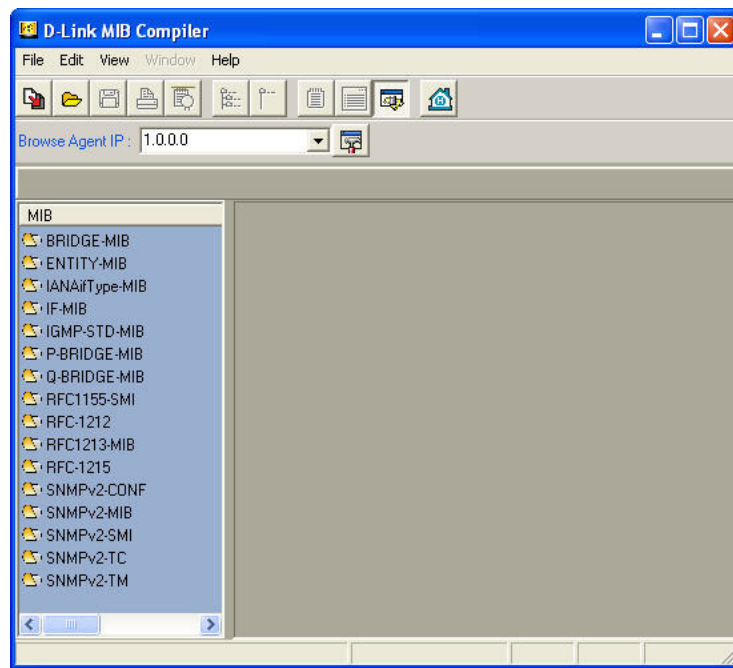 D-Link MIB Compiler
File Edit View Window Help
Browse Agent IP : 1.0.0.0
MIB
BRIDGE-MIB
ENTITY-MIB
IANAifType-MIB
IF-MIB
IGMP-STD-MIB
P-BRIDGE-MIB
Q-BRIDGE-MIB
RFC1155-SMI
RFC-1212
RFC1213-MIB
RFC-1215
SNMPv2-CONF
SNMPv2-MIB
SNMPv2-SMI
SNMPv2-TC
SNMPv2-TM